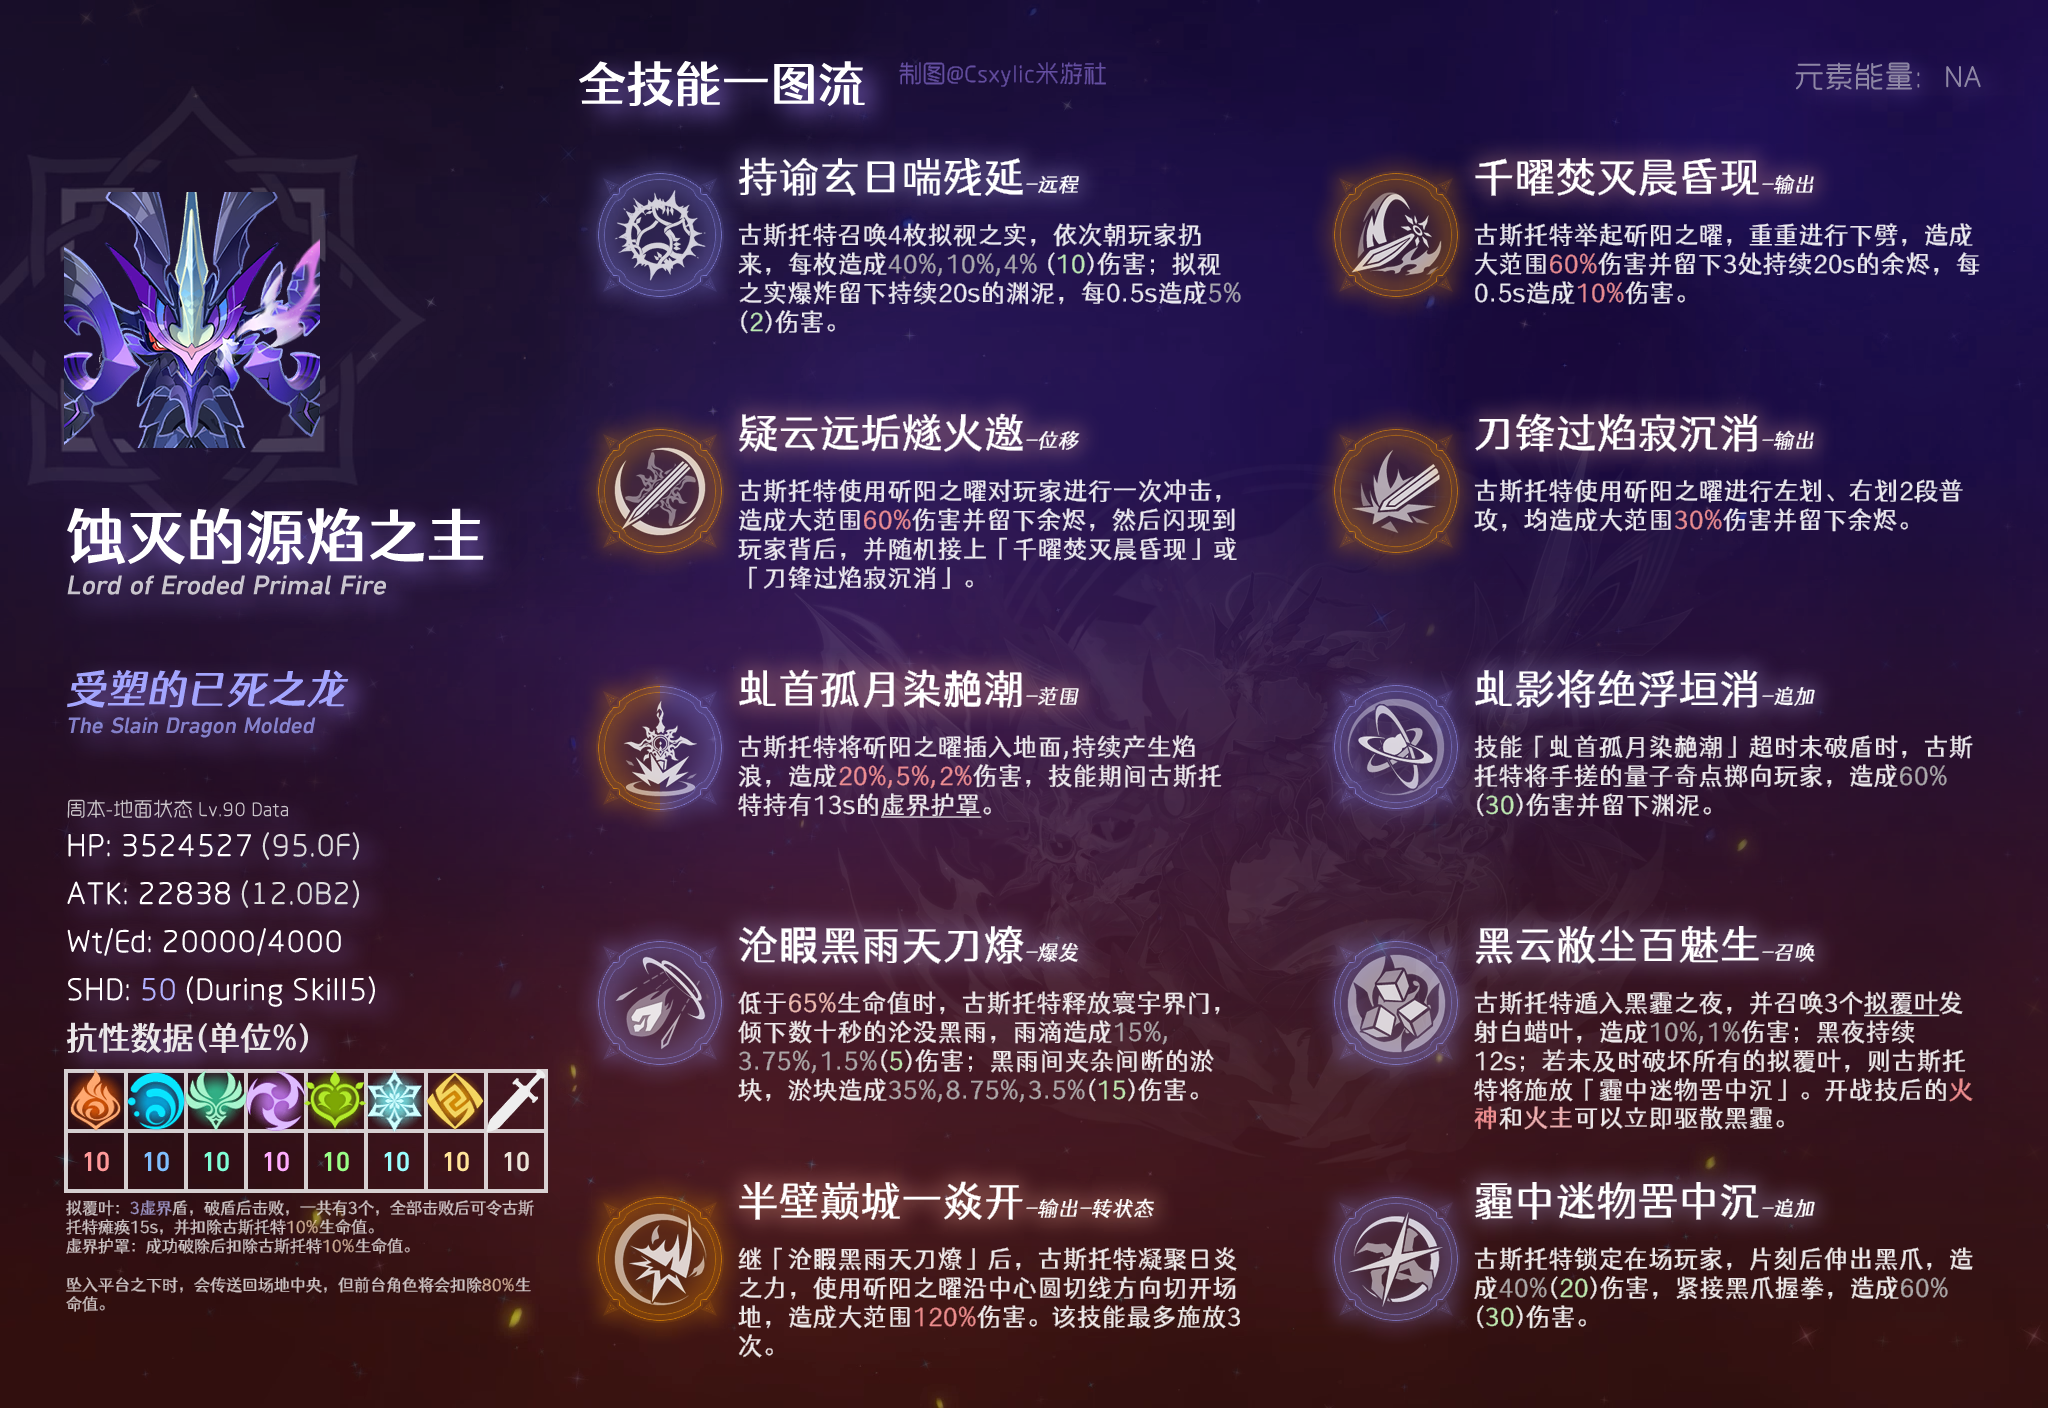 全技能一图流
制图@Csxylic米游社
元素能量: NA
蚀灭的源焰之主
Lord of Eroded Primal Fire
受塑的已死之龙
The Slain Dragon Molded
周本-地面状态 Lv.90 Data
HP: 3524527 (95.0F)
ATK: 22838 (12.0B2)
Wt/Ed: 20000/4000
SHD: 50 (During Skill5)
抗性数据(单位%)
10 10 10 10 10 10 10 10
拟覆叶：3虚界盾，破盾后击败，一共有3个，全部击败后可令古斯
托特瘫痪15s，并扣除古斯托特10%生命值。
虚界护罩：成功破除后扣除古斯托特10%生命值。
坠入平台之下时，会传送回场地中央，但前台角色将会扣除80%生
命值。
持谕玄日喘残延-远程
古斯托特召唤4枚拟视之实，依次朝玩家扔
来，每枚造成40%,10%,4% (10)伤害；拟视
之实爆炸留下持续20s的渊泥，每0.5s造成5%
(2)伤害。
千曜焚灭晨昏现-输出
古斯托特举起斫阳之曜，重重进行下劈，造成
大范围60%伤害并留下3处持续20s的余烬，每
0.5s造成10%伤害。
疑云远垢燧火邀-位移
古斯托特使用斫阳之曜对玩家进行一次冲击，
造成大范围60%伤害并留下余烬，然后闪现到
玩家背后，并随机接上「千曜焚灭晨昏现」或
「刀锋过焰寂沉消」。
刀锋过焰寂沉消-输出
古斯托特使用斫阳之曜进行左划、右划2段普
攻，均造成大范围30%伤害并留下余烬。
虬首孤月染赩潮-范围
古斯托特将斫阳之曜插入地面,持续产生焰
浪，造成20%,5%,2%伤害，技能期间古斯托
特持有13s的虚界护罩。
虬影将绝浮垣消-追加
技能「虬首孤月染赩潮」超时未破盾时，古斯
托特将手搓的量子奇点掷向玩家，造成60%
(30)伤害并留下渊泥。
沧暇黑雨天刀燎-爆发
低于65%生命值时，古斯托特释放寰宇界门，
倾下数十秒的沦没黑雨，雨滴造成15%,
3.75%,1.5%(5)伤害；黑雨间夹杂间断的淤
块，淤块造成35%,8.75%,3.5%(15)伤害。
黑云敝尘百魅生-召唤
古斯托特遁入黑霾之夜，并召唤3个拟覆叶发
射白蜡叶，造成10%,1%伤害；黑夜持续
12s；若未及时破坏所有的拟覆叶，则古斯托
特将施放「霾中迷物罟中沉」。开战技后的火
神和火主可以立即驱散黑霾。
半壁巅城一焱开-输出-转状态
继「沧暇黑雨天刀燎」后，古斯托特凝聚日炎
之力，使用斫阳之曜沿中心圆切线方向切开场
地，造成大范围120%伤害。该技能最多施放3
次。
霾中迷物罟中沉-追加
古斯托特锁定在场玩家，片刻后伸出黑爪，造
成40%(20)伤害，紧接黑爪握拳，造成60%
(30)伤害。